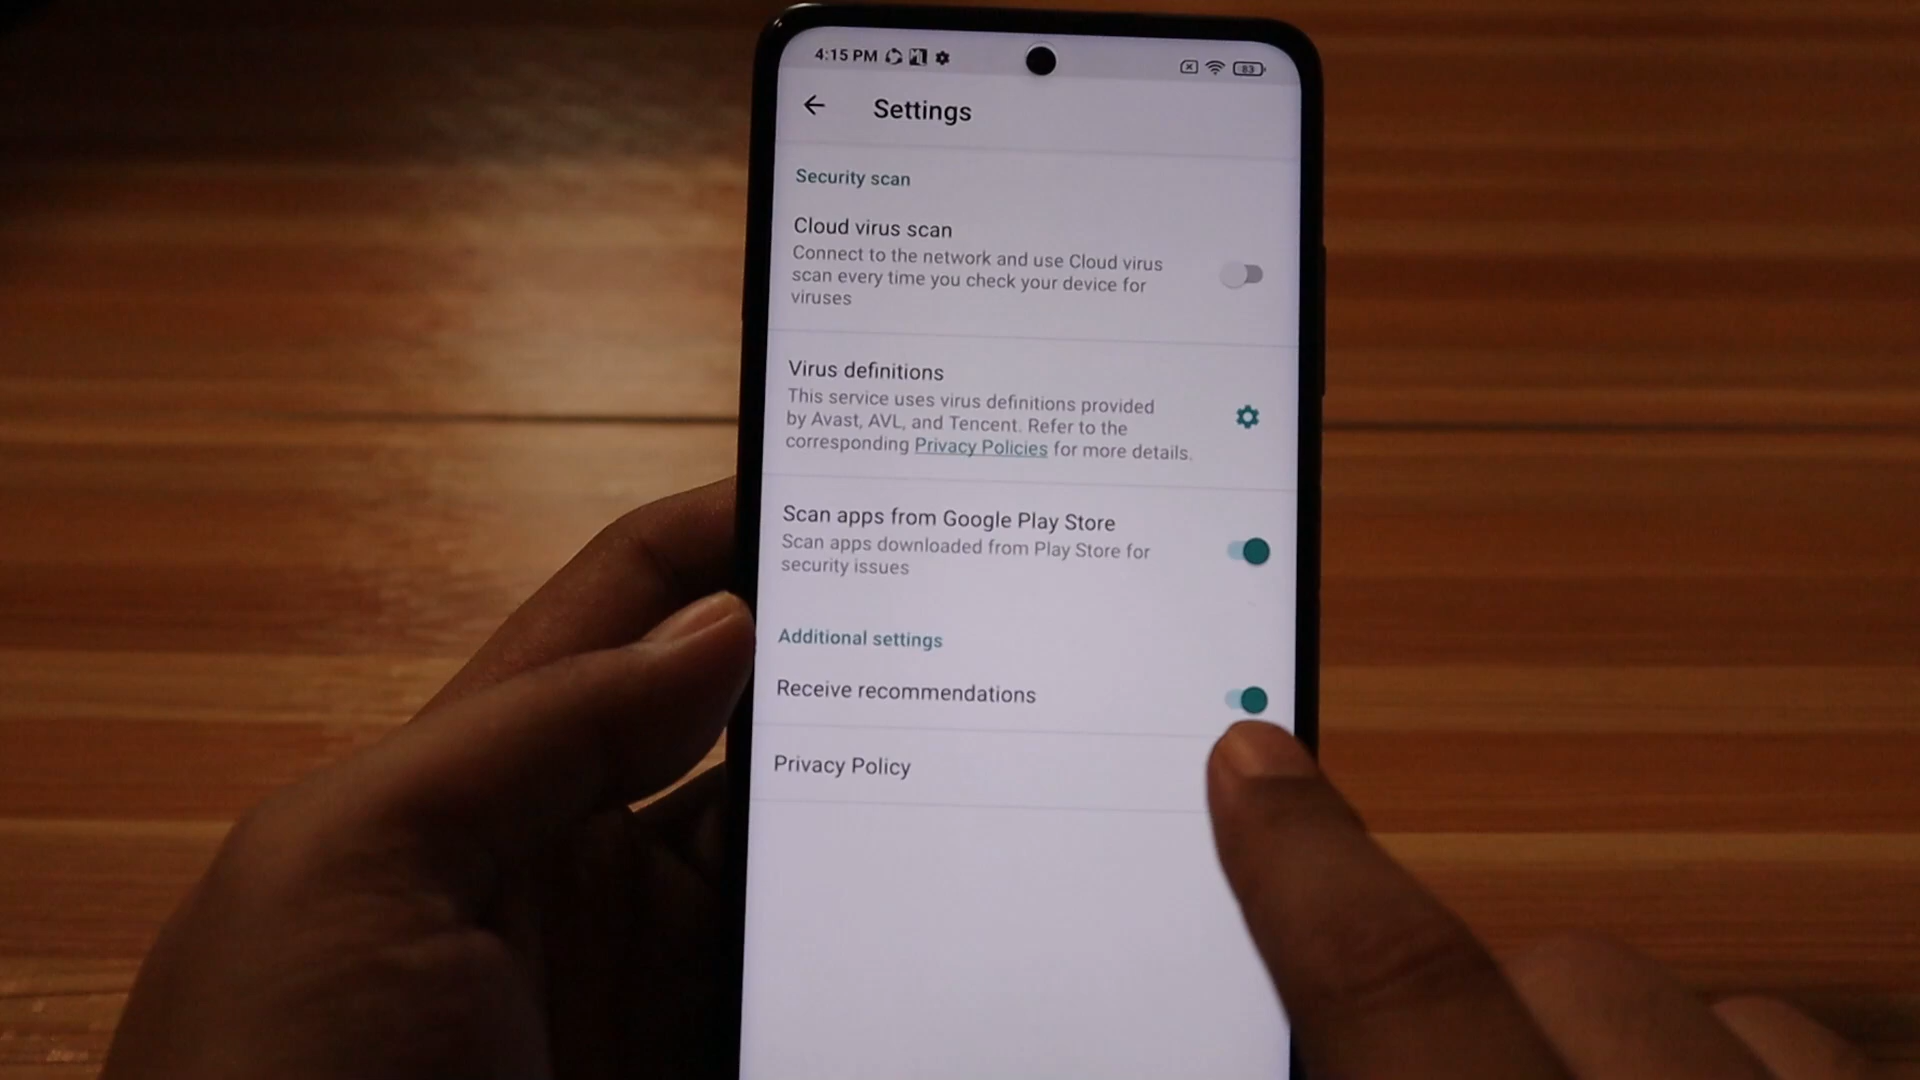 4:15 PM
83
Settings
Security scan
Cloud virus scan
Connect to the network and use Cloud virus
scan every time you check your device for
viruses
Virus definitions
This service uses virus definitions provided
by Avast, AVL, and Tencent. Refer to the
corresponding Privacy Policies for more details.
Scan apps from Google Play Store
Scan apps downloaded from Play Store for
security issues
Additional settings
Receive recommendations
Privacy Policy